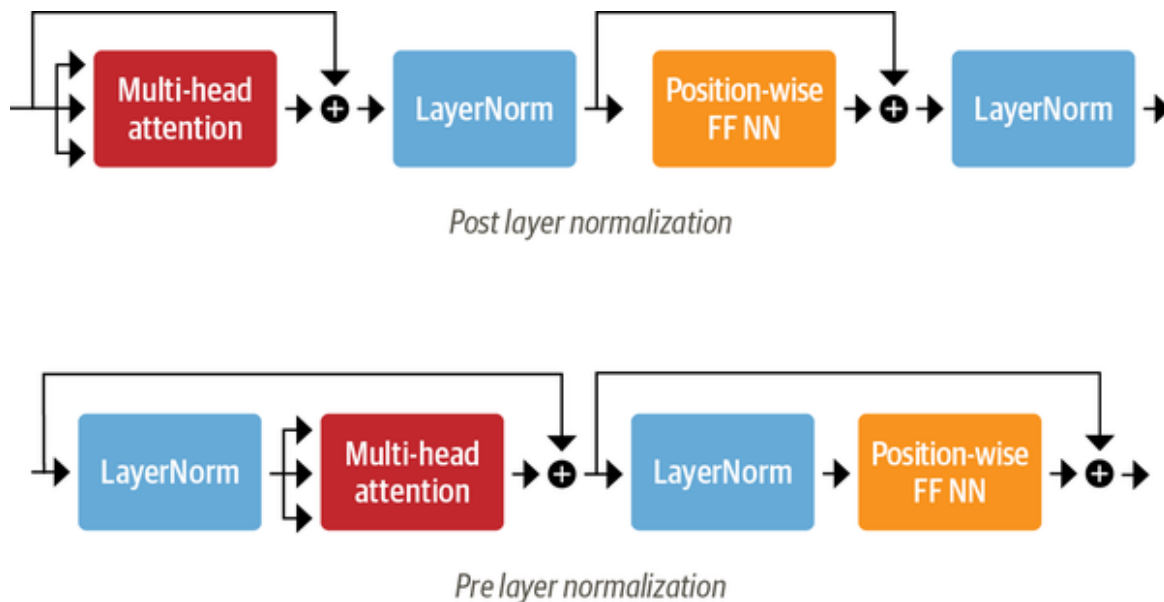 Multi-head
attention
LayerNorm
Position-wise
FF NN
LayerNorm
Post layer normalization
LayerNorm
Multi-head
attention
LayerNorm
Position-wise
FF NN
Pre layer normalization